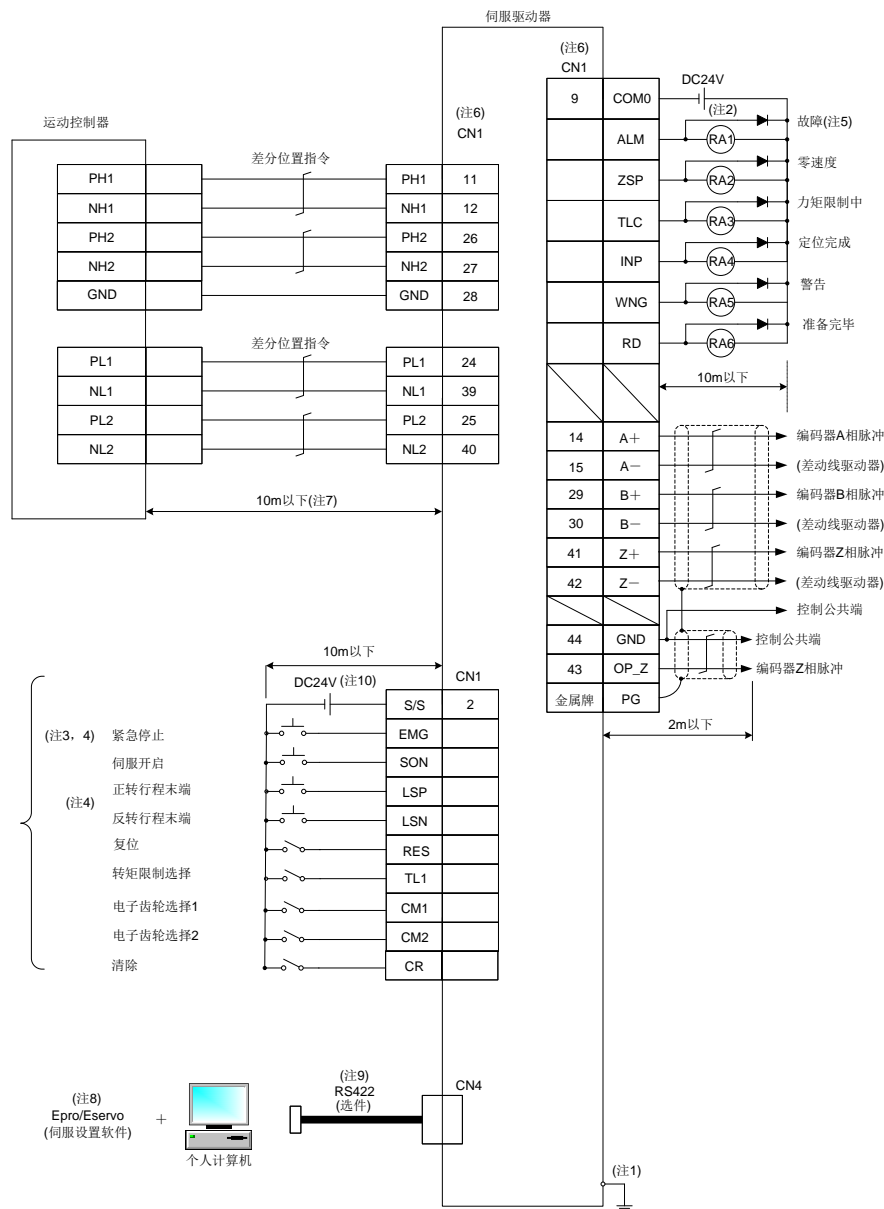 伺服驱动器
(注6)
CN1
DC24V
9 COM0
(注2)
ALM RA1 故障(注5)
ZSP RA2 零速度
TLC RA3 力矩限制中
INP RA4 定位完成
WNG RA5 警告
RD RA6 准备完毕
10m以下
14 A+ 编码器A相脉冲
15 A- (差动线驱动器)
29 B+ 编码器B相脉冲
30 B- (差动线驱动器)
41 Z+ 编码器Z相脉冲
42 Z- (差动线驱动器)
控制公共端
44 GND 控制公共端
43 OP_Z 编码器Z相脉冲
金属牌 PG
2m以下
运动控制器
(注6)
CN1
差分位置指令
PH1 PH1 11
NH1 NH1 12
PH2 PH2 26
NH2 NH2 27
GND GND 28
差分位置指令
PL1 PL1 24
NL1 NL1 39
PL2 PL2 25
NL2 NL2 40
10m以下(注7)
10m以下
DC24V (注10)
CN1
S/S 2
(注3，4) 紧急停止 EMG
伺服开启 SON
(注4)
正转行程末端 LSP
反转行程末端 LSN
复位 RES
转矩限制选择 TL1
电子齿轮选择1 CM1
电子齿轮选择2 CM2
清除 CR
(注8)
Epro/Eservo
(伺服设置软件)
+
个人计算机
(注9)
RS422
(选件)
CN4
(注1)